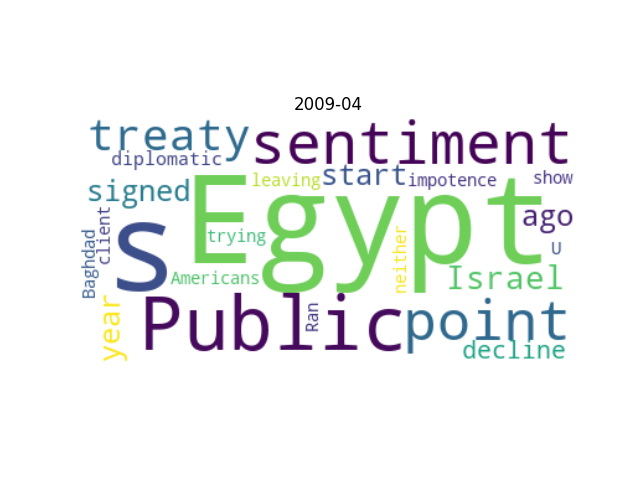 2009-04
treaty sentiment
diplomatic
signed leaving start impotence show
Egypt
s
ago
trying
neither
U
client
Baghdad
Americans
Israel
year
Public
Ran
point
decline